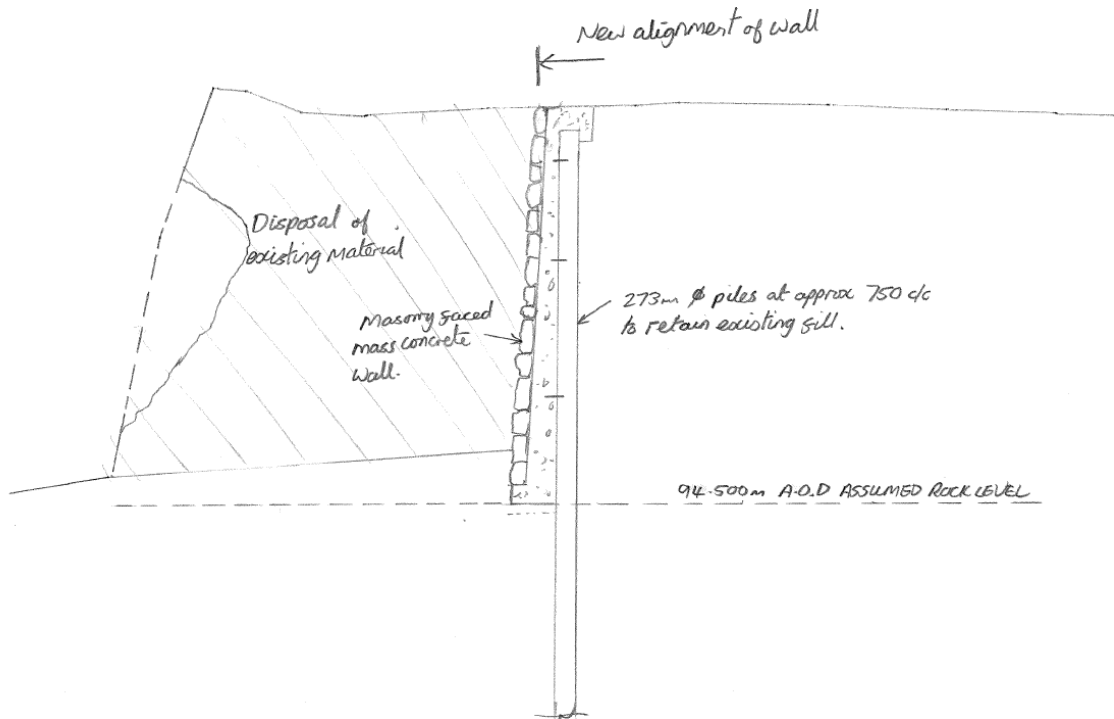 New alignment of wall
Disposal of
existing material
Masonry faced
mass concrete
wall.
273m ϕ piles at approx 750 c/c
to retain existing fill.
94.500m A.O.D ASSUMED ROCK LEVEL